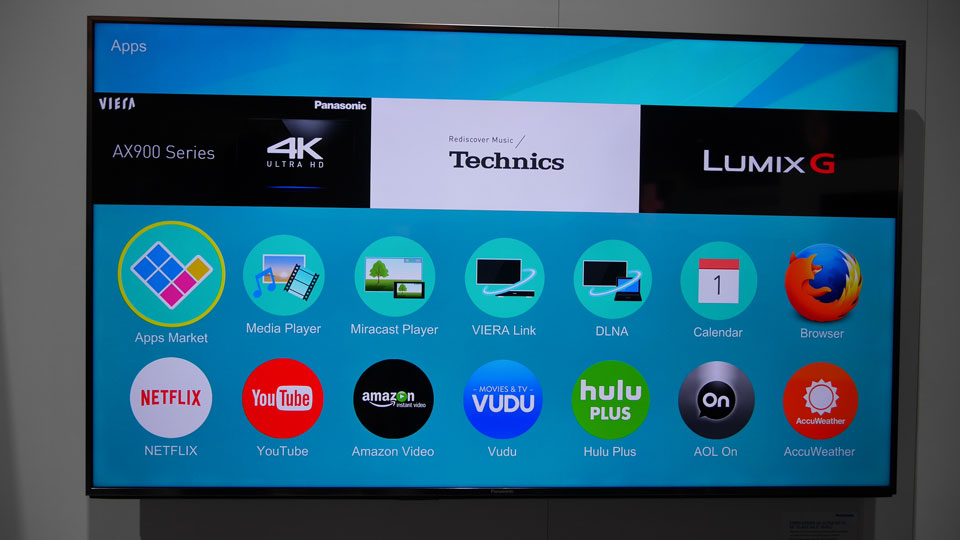 Apps
VIERA
Panasonic
AX900 Series
4K
ULTRA HD
Rediscover Music
Technics
LUMIX G
1
Apps Market
Media Player
Miracast Player
VIERA Link
DLNA
Calendar
Browser
NETFLIX
YouTube
amazon
instant video
- MOVIES & TV -
VUDU
hulu
PLUS
On
AccuWeather
NETFLIX
YouTube
Amazon Video
Vudu
Hulu Plus
AOL On
AccuWeather
Panasonic